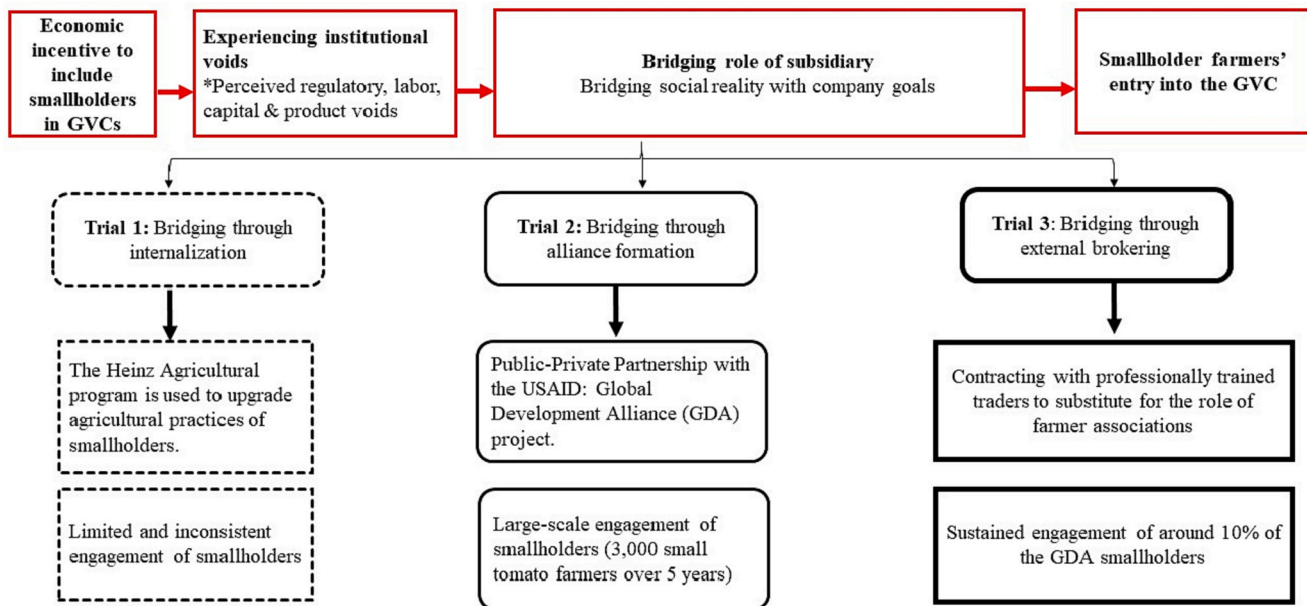 Economic
incentive to
include
smallholders
in GVCs
Experiencing institutional
voids
*Perceived regulatory, labor,
capital & product voids
Bridging role of subsidiary
Bridging social reality with company goals
Smallholder farmers'
entry into the GVC
Trial 1: Bridging through
internalization
Trial 2: Bridging through
alliance formation
Trial 3: Bridging through
external brokering
The Heinz Agricultural
program is used to upgrade
agricultural practices of
smallholders.
Public-Private Partnership with
the USAID: Global
Development Alliance (GDA)
project.
Contracting with professionally trained
traders to substitute for the role of
farmer associations
Limited and inconsistent
engagement of smallholders
Large-scale engagement of
smallholders (3,000 small
tomato farmers over 5 years)
Sustained engagement of around 10% of
the GDA smallholders